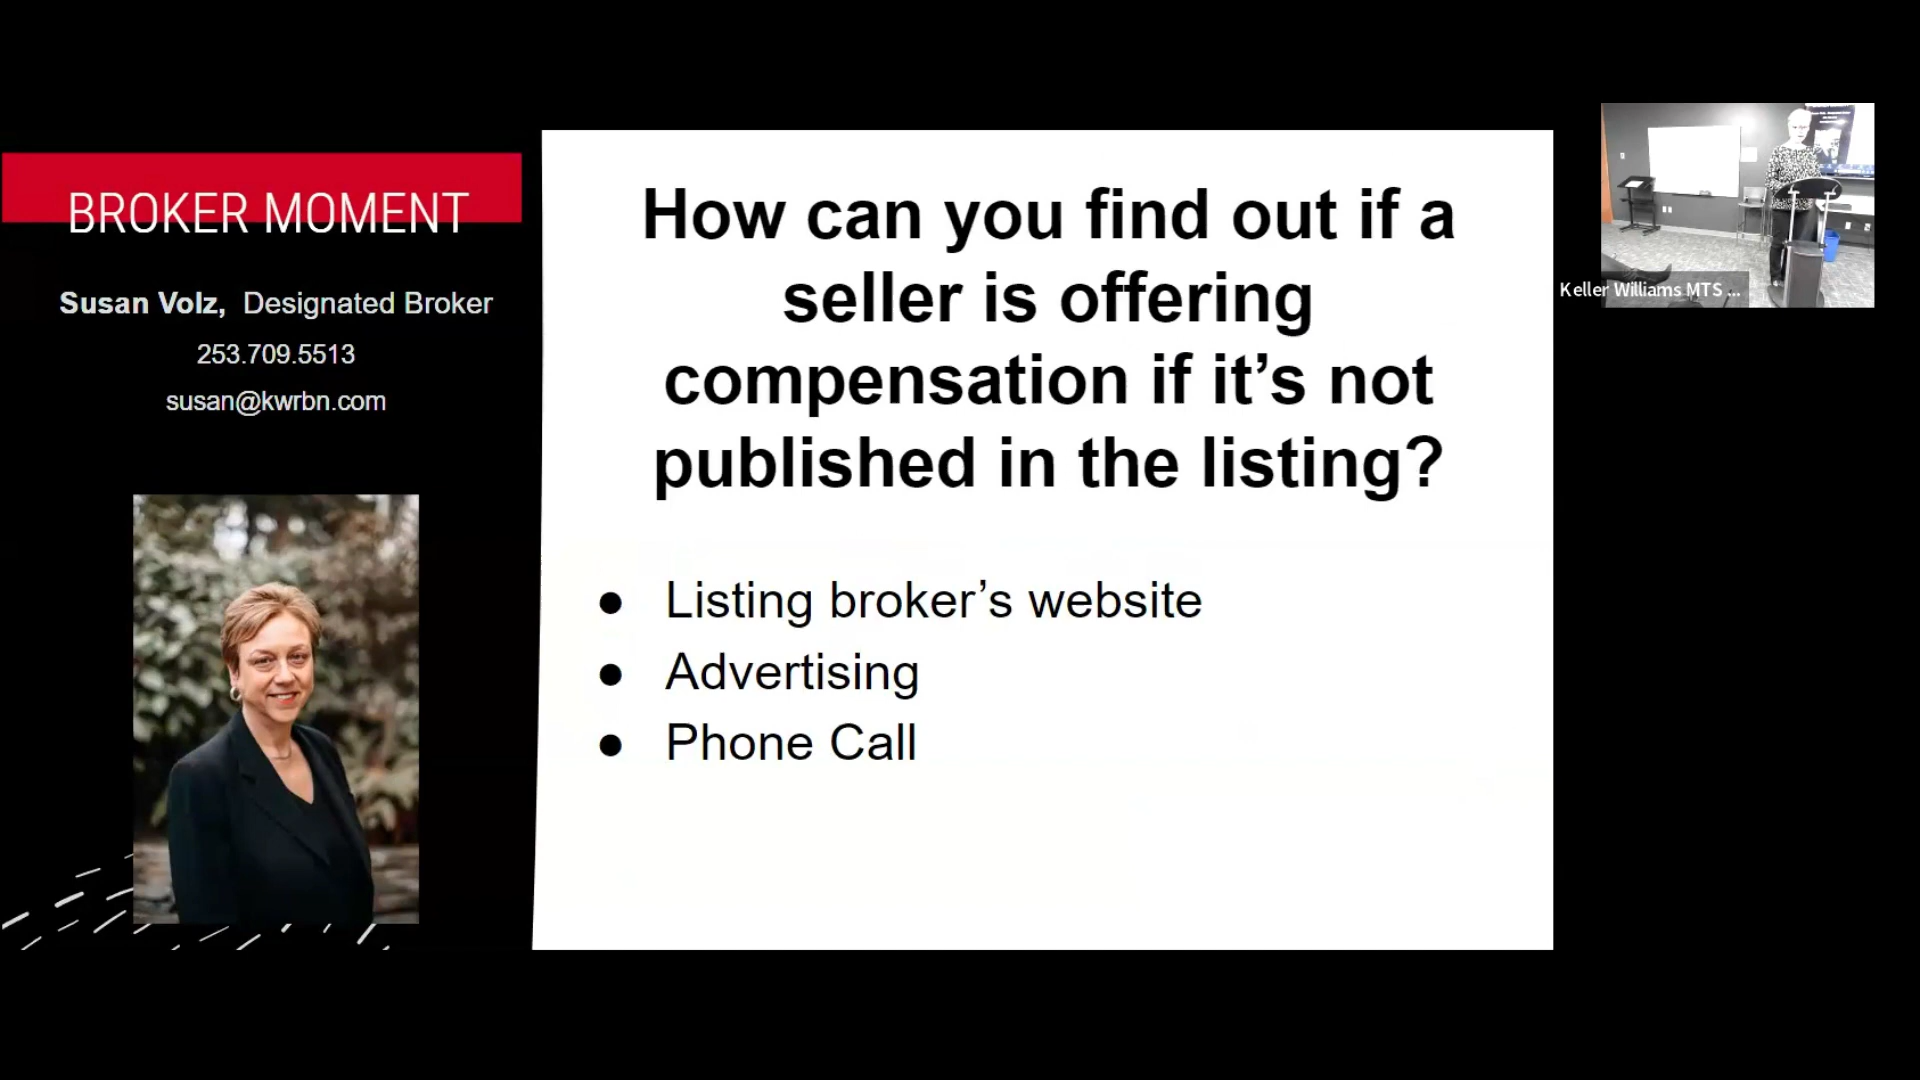 BROKER MOMENT
Susan Volz, Designated Broker
253.709.5513
susan@kwrbn.com
How can you find out if a
seller is offering
compensation if it’s not
published in the listing?
● Listing broker’s website
● Advertising
● Phone Call
Keller Williams MTS ...